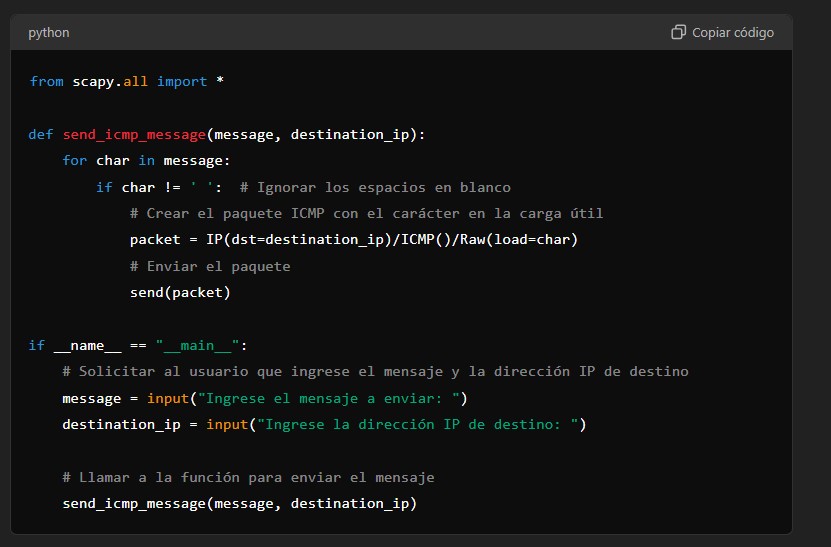 python
Copiar código
from scapy.all import *
def send_icmp_message(message, destination_ip):
    for char in message:
        if char != ' ':  # Ignorar los espacios en blanco
            # Crear el paquete ICMP con el carácter en la carga útil
            packet = IP(dst=destination_ip)/ICMP()/Raw(load=char)
            # Enviar el paquete
            send(packet)
if __name__ == "__main__":
    # Solicitar al usuario que ingrese el mensaje y la dirección IP de destino
    message = input("Ingrese el mensaje a enviar: ")
    destination_ip = input("Ingrese la dirección IP de destino: ")
    # Llamar a la función para enviar el mensaje
    send_icmp_message(message, destination_ip)